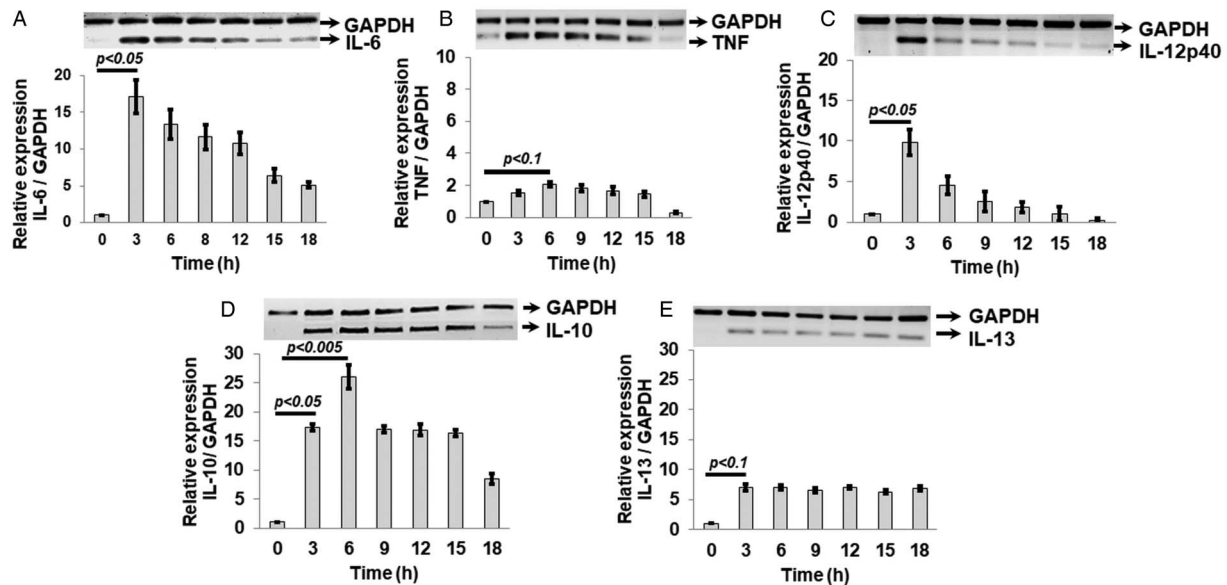 A
GAPDH
IL-6
p<0.05
20
15
10
5
0
Relative expression
IL-6 / GAPDH
0 3 6 8 12 15 18
Time (h)
B
GAPDH
TNF
p<0.1
10
8
6
4
2
0
Relative expression
TNF / GAPDH
0 3 6 9 12 15 18
Time (h)
C
GAPDH
IL-12p40
p<0.05
20
10
0
Relative expression
IL-12p40 / GAPDH
0 3 6 9 12 15 18
Time (h)
D
GAPDH
IL-10
p<0.005
p<0.05
30
25
20
15
10
5
0
Relative expression
IL-10/ GAPDH
0 3 6 9 12 15 18
Time (h)
E
GAPDH
IL-13
p<0.1
30
25
20
15
10
5
0
Relative expression
IL-13 / GAPDH
0 3 6 9 12 15 18
Time (h)